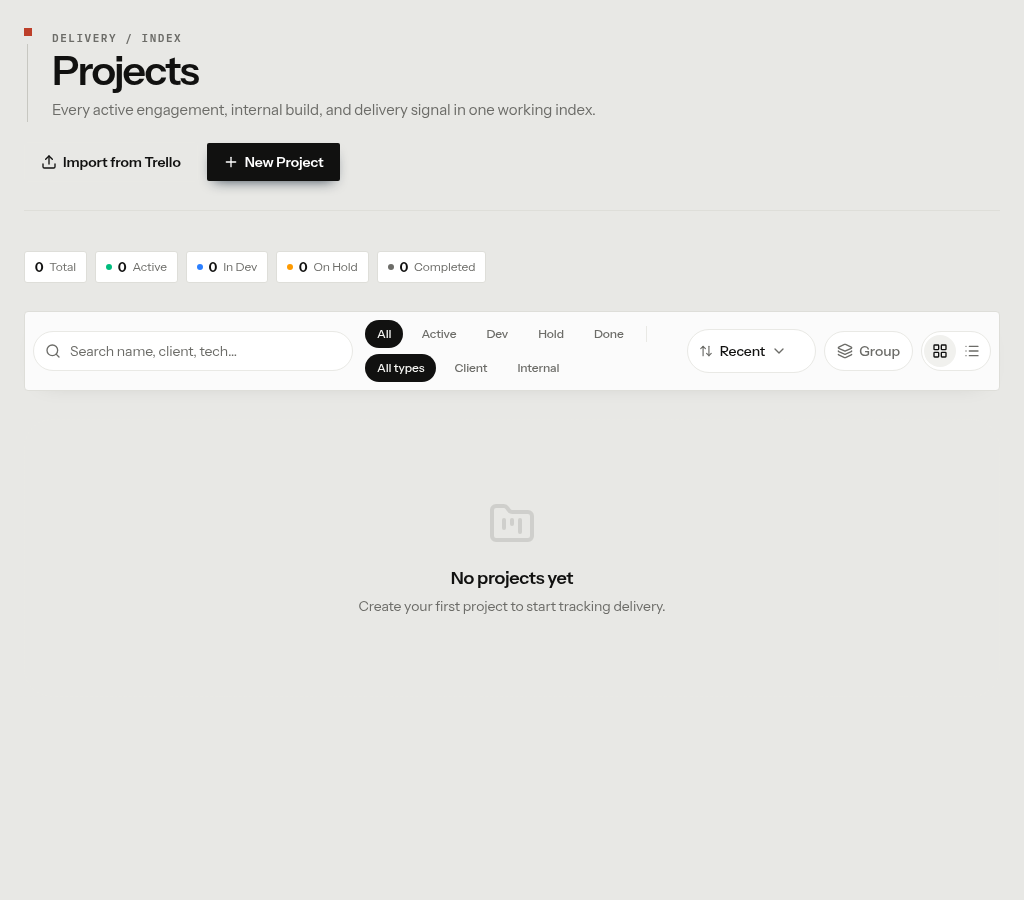 DELIVERY / INDEX
Projects
Every active engagement, internal build, and delivery signal in one working index.
Import from Trello
New Project
0 Total
0 Active
0 In Dev
0 On Hold
0 Completed
Search name, client, tech...
All Active Dev Hold Done
All types Client Internal
Recent
Group
No projects yet
Create your first project to start tracking delivery.